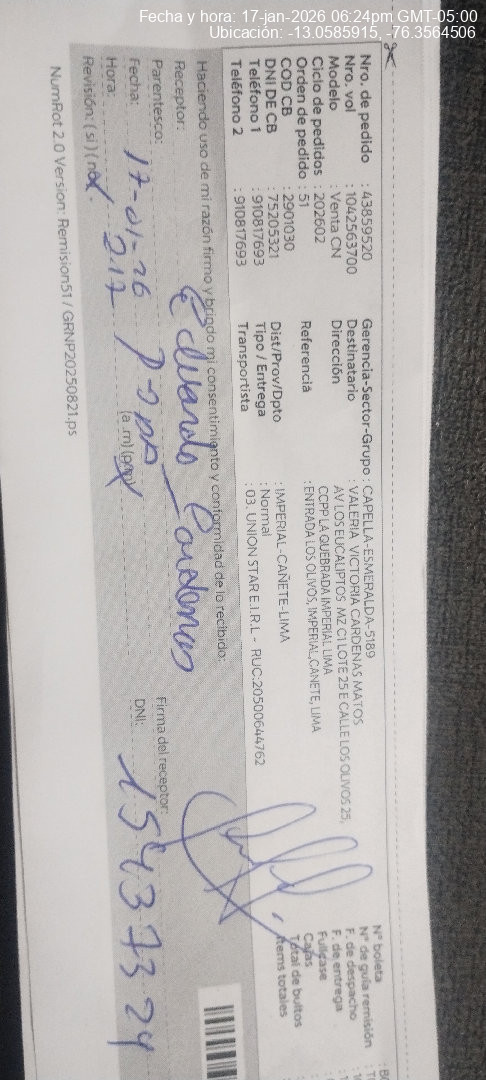 Fecha y hora: 17-jan-2026 06:24pm GMT-05:00
Ubicación: -13.0585915, -76.3564506
Nro. de pedido : 43859520
Nro. vol : 1042563700
Modelo : Venta CN
Ciclo de pedidos : 202602
Orden de pedido : 51
COD CB : 2901030
DNI DE CB : 75205321
Teléfono 1 : 910817693
Teléfono 2 : 910817693
Gerencia-Sector-Grupo : CAPELLA-ESMERALDA-5189
Destinatario : VALERIA VICTORIA CARDENAS MATOS
Dirección : AV LOS EUCALIPTOS MZ C1 LOTE 25 E CALLE LOS OLIVOS 25,
CCPP LA QUEBRADA IMPERIAL LIMA
Referencia : ENTRADA LOS OLIVOS, IMPERIAL,CANETE, LIMA
Dist/Prov/Dpto : IMPERIAL-CAÑETE-LIMA
Tipo / Entrega : Normal
Transportista : 03. UNION STAR E.I.R.L - RUC:20500644762
N° boleta
N° de guía remisión
F. de despacho
F. de entrega
Fullcase
Cajas
Total de bultos
Items totales
Haciendo uso de mi razón firmo y brindo mi consentimiento y conformidad de lo recibido:
Receptor: Eduardo Cardenas
Parentesco: Papa
Firma del receptor:
Fecha: 17-01-26
DNI: 15437324
Hora: 217 (a.m) (pm)
Revisión: ( si ) ( no )
NumRot 2.0 Version: Remision51 / GRNP20250821.ps